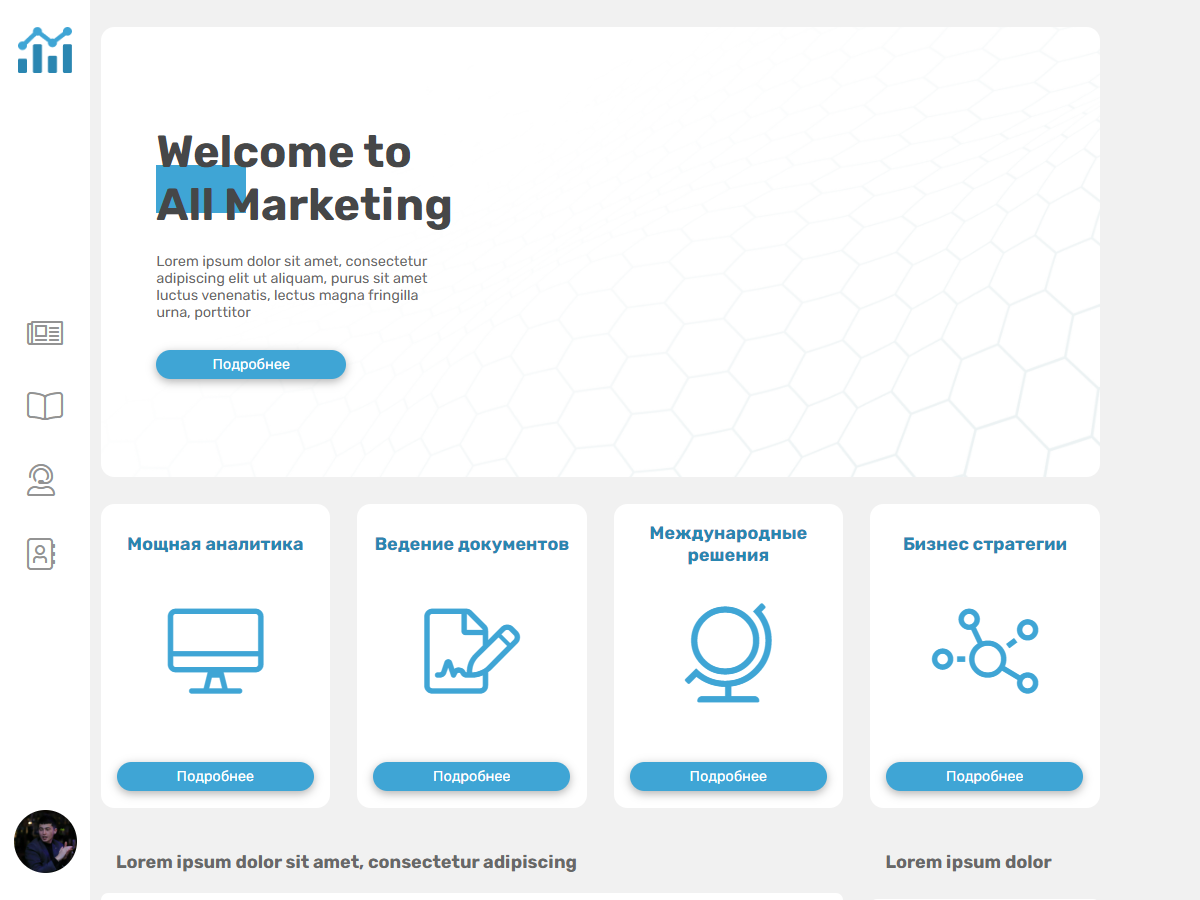 Welcome to
All Marketing
Lorem ipsum dolor sit amet, consectetur
adipiscing elit ut aliquam, purus sit amet
luctus venenatis, lectus magna fringilla
urna, porttitor
Подробнее
Мощная аналитика
Ведение документов
Международные
решения
Бизнес стратегии
Подробнее
Подробнее
Подробнее
Подробнее
Lorem ipsum dolor sit amet, consectetur adipiscing
Lorem ipsum dolor